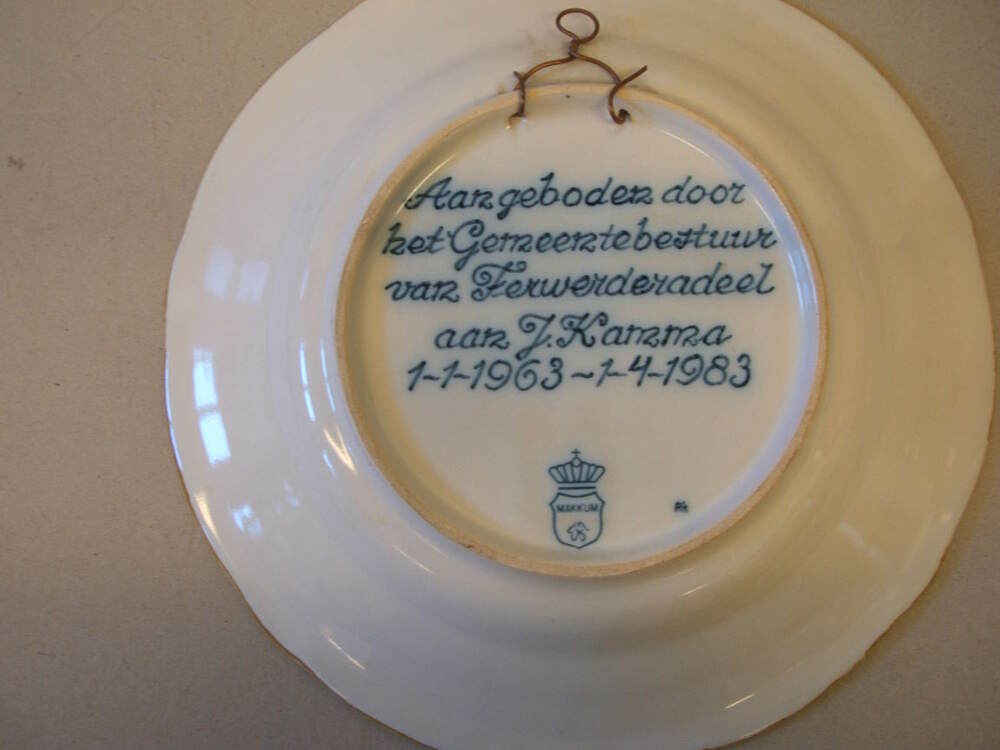 Aangeboden door
het Gemeentebestuur
van Ferwerderadeel
aan J. Kamma
1-1-1963~1-4-1983
MAKKUM